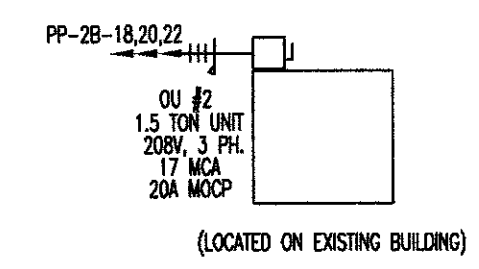 PP-2B-18,20,22
OU #2
1.5 TON UNIT
208V, 3 PH.
17 MCA
20A MOCP
(LOCATED ON EXISTING BUILDING)